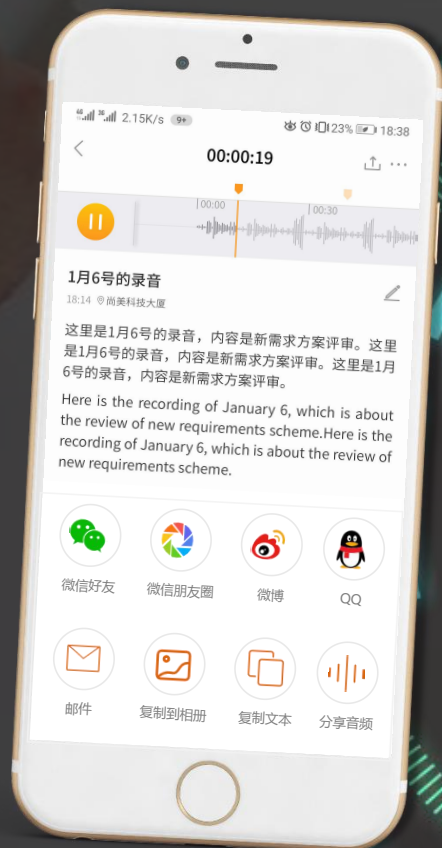 46 36 2.15K/s 9+ 23% 18:38
00:00:19
00:00 00:30
1月6号的录音
18:14 尚美科技大厦
这里是1月6号的录音，内容是新需求方案评审。这里
是1月6号的录音，内容是新需求方案评审。这里是1月
6号的录音，内容是新需求方案评审。
Here is the recording of January 6, which is about
the review of new requirements scheme.Here is the
recording of January 6, which is about the review of
new requirements scheme.
微信好友 微信朋友圈 微博 QQ
邮件 复制到相册 复制文本 分享音频